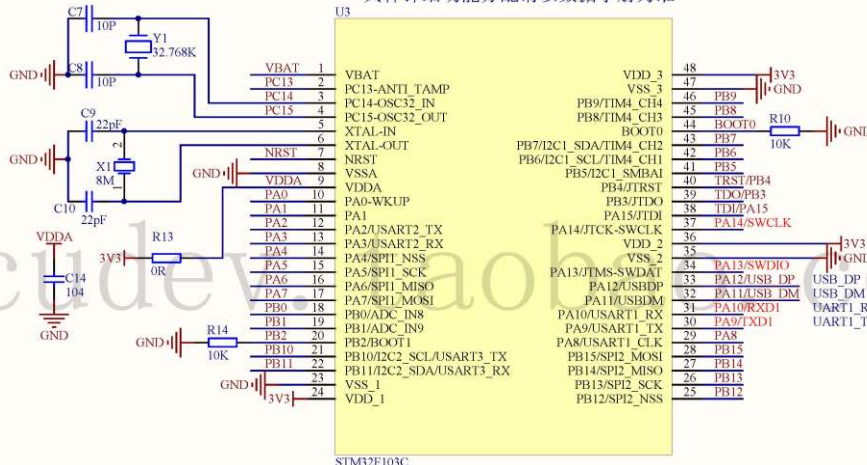 U3
C7
10P
Y1
32.768K
GND
C8
10P
C9
22pF
GND
X1
8M
2
1
C10
22pF
VDDA
C14
104
GND
3V3
R13
0R
GND
R14
10K
GND
GND
3V3
VBAT 1 VBAT
PC13 2 PC13-ANTI_TAMP
PC14 3 PC14-OSC32_IN
PC15 4 PC15-OSC32_OUT
5 XTAL-IN
6 XTAL-OUT
NRST 7 NRST
8 VSSA
VDDA 9 VDDA
PA0 10 PA0-WKUP
PA1 11 PA1
PA2 12 PA2/USART2_TX
PA3 13 PA3/USART2_RX
PA4 14 PA4/SPI1_NSS
PA5 15 PA5/SPI1_SCK
PA6 16 PA6/SPI1_MISO
PA7 17 PA7/SPI1_MOSI
PB0 18 PB0/ADC_IN8
PB1 19 PB1/ADC_IN9
PB2 20 PB2/BOOT1
PB10 21 PB10/I2C2_SCL/USART3_TX
PB11 22 PB11/I2C2_SDA/USART3_RX
23 VSS_1
24 VDD_1
VDD_3 48 3V3
VSS_3 47 GND
PB9/TIM4_CH4 46 PB9
PB8/TIM4_CH3 45 PB8
BOOT0 44 BOOT0 R10 10K GND
PB7/I2C1_SDA/TIM4_CH2 43 PB7
PB6/I2C1_SCL/TIM4_CH1 42 PB6
PB5/I2C1_SMBAI 41 PB5
PB4/JTRST 40 TRST/PB4
PB3/JTDO 39 TDO/PB3
PA15/JTDI 38 TDI/PA15
PA14/JTCK-SWCLK 37 PA14/SWCLK
VDD_2 36 3V3
VSS_2 35 GND
PA13/JTMS-SWDAT 34 PA13/SWDIO
PA12/USBDP 33 PA12/USB_DP USB_DP
PA11/USBDM 32 PA11/USB_DM USB_DM
PA10/USART1_RX 31 PA10/RXD1 UART1_R
PA9/USART1_TX 30 PA9/TXD1 UART1_T
PA8/USART1_CLK 29 PA8
PB15/SPI2_MOSI 28 PB15
PB14/SPI2_MISO 27 PB14
PB13/SPI2_SCK 26 PB13
PB12/SPI2_NSS 25 PB12
STM32F103C
cudev.taobao.c